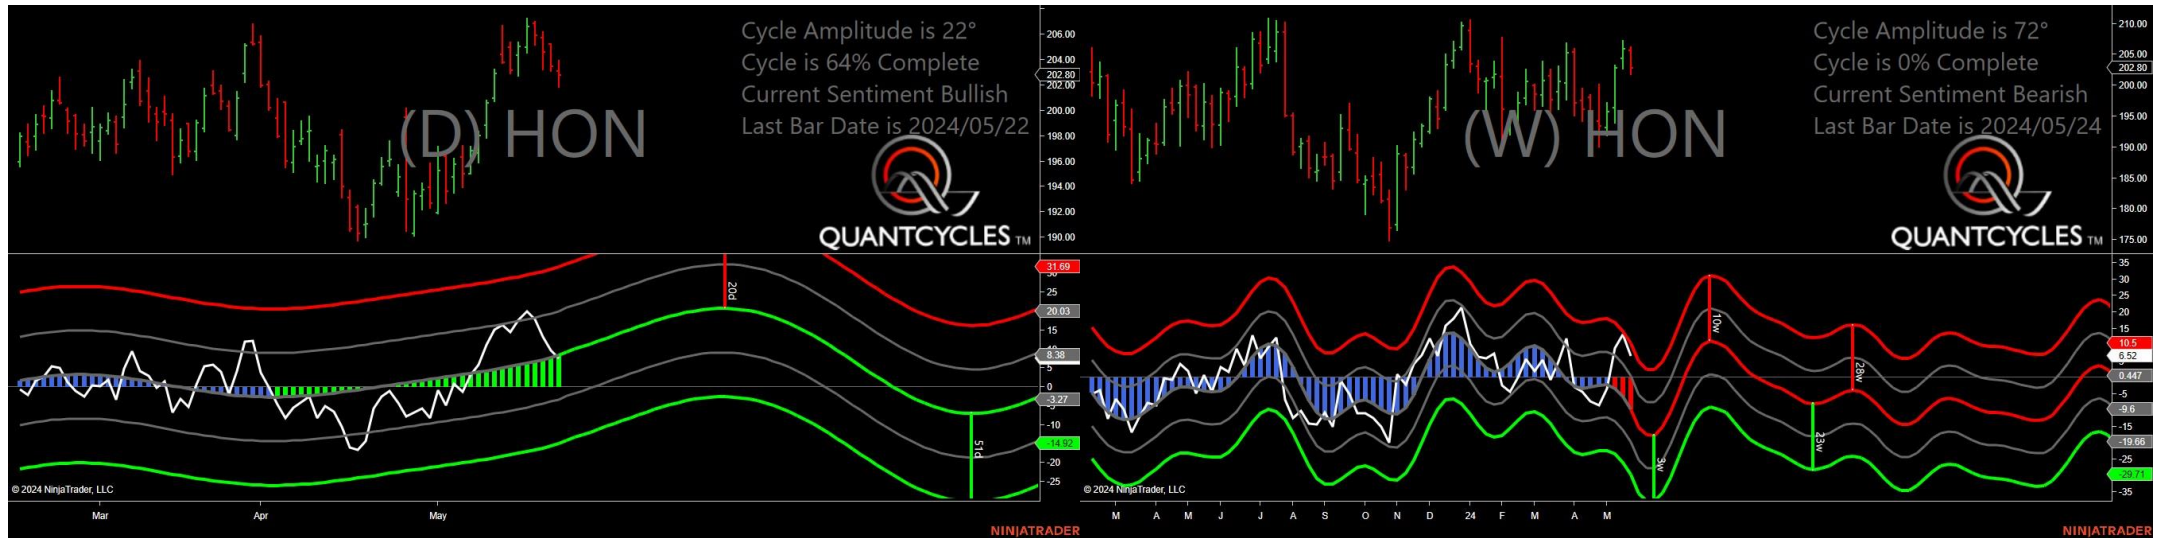 Cycle Amplitude is 22°
Cycle is 64% Complete
Current Sentiment Bullish
Last Bar Date is 2024/05/22
(D) HON
QUANTCYCLES TM
206.00
204.00
202.80
202.00
200.00
198.00
196.00
194.00
192.00
190.00
31.69
25
20.03
15
8.38
5
0
-3.27
-10
-14.92
-20
-25
20d
51d
© 2024 NinjaTrader, LLC
Mar
Apr
May
NINJATRADER
Cycle Amplitude is 72°
Cycle is 0% Complete
Current Sentiment Bearish
Last Bar Date is 2024/05/24
(W) HON
QUANTCYCLES TM
210.00
205.00
202.80
200.00
195.00
190.00
185.00
180.00
175.00
35
30
25
20
15
10.5
6.52
0.447
-5
-9.6
-15
-19.66
-25
-29.71
-35
10w
28w
23w
3w
© 2024 NinjaTrader, LLC
M A M J J A S O N D 24 F M A M
NINJATRADER